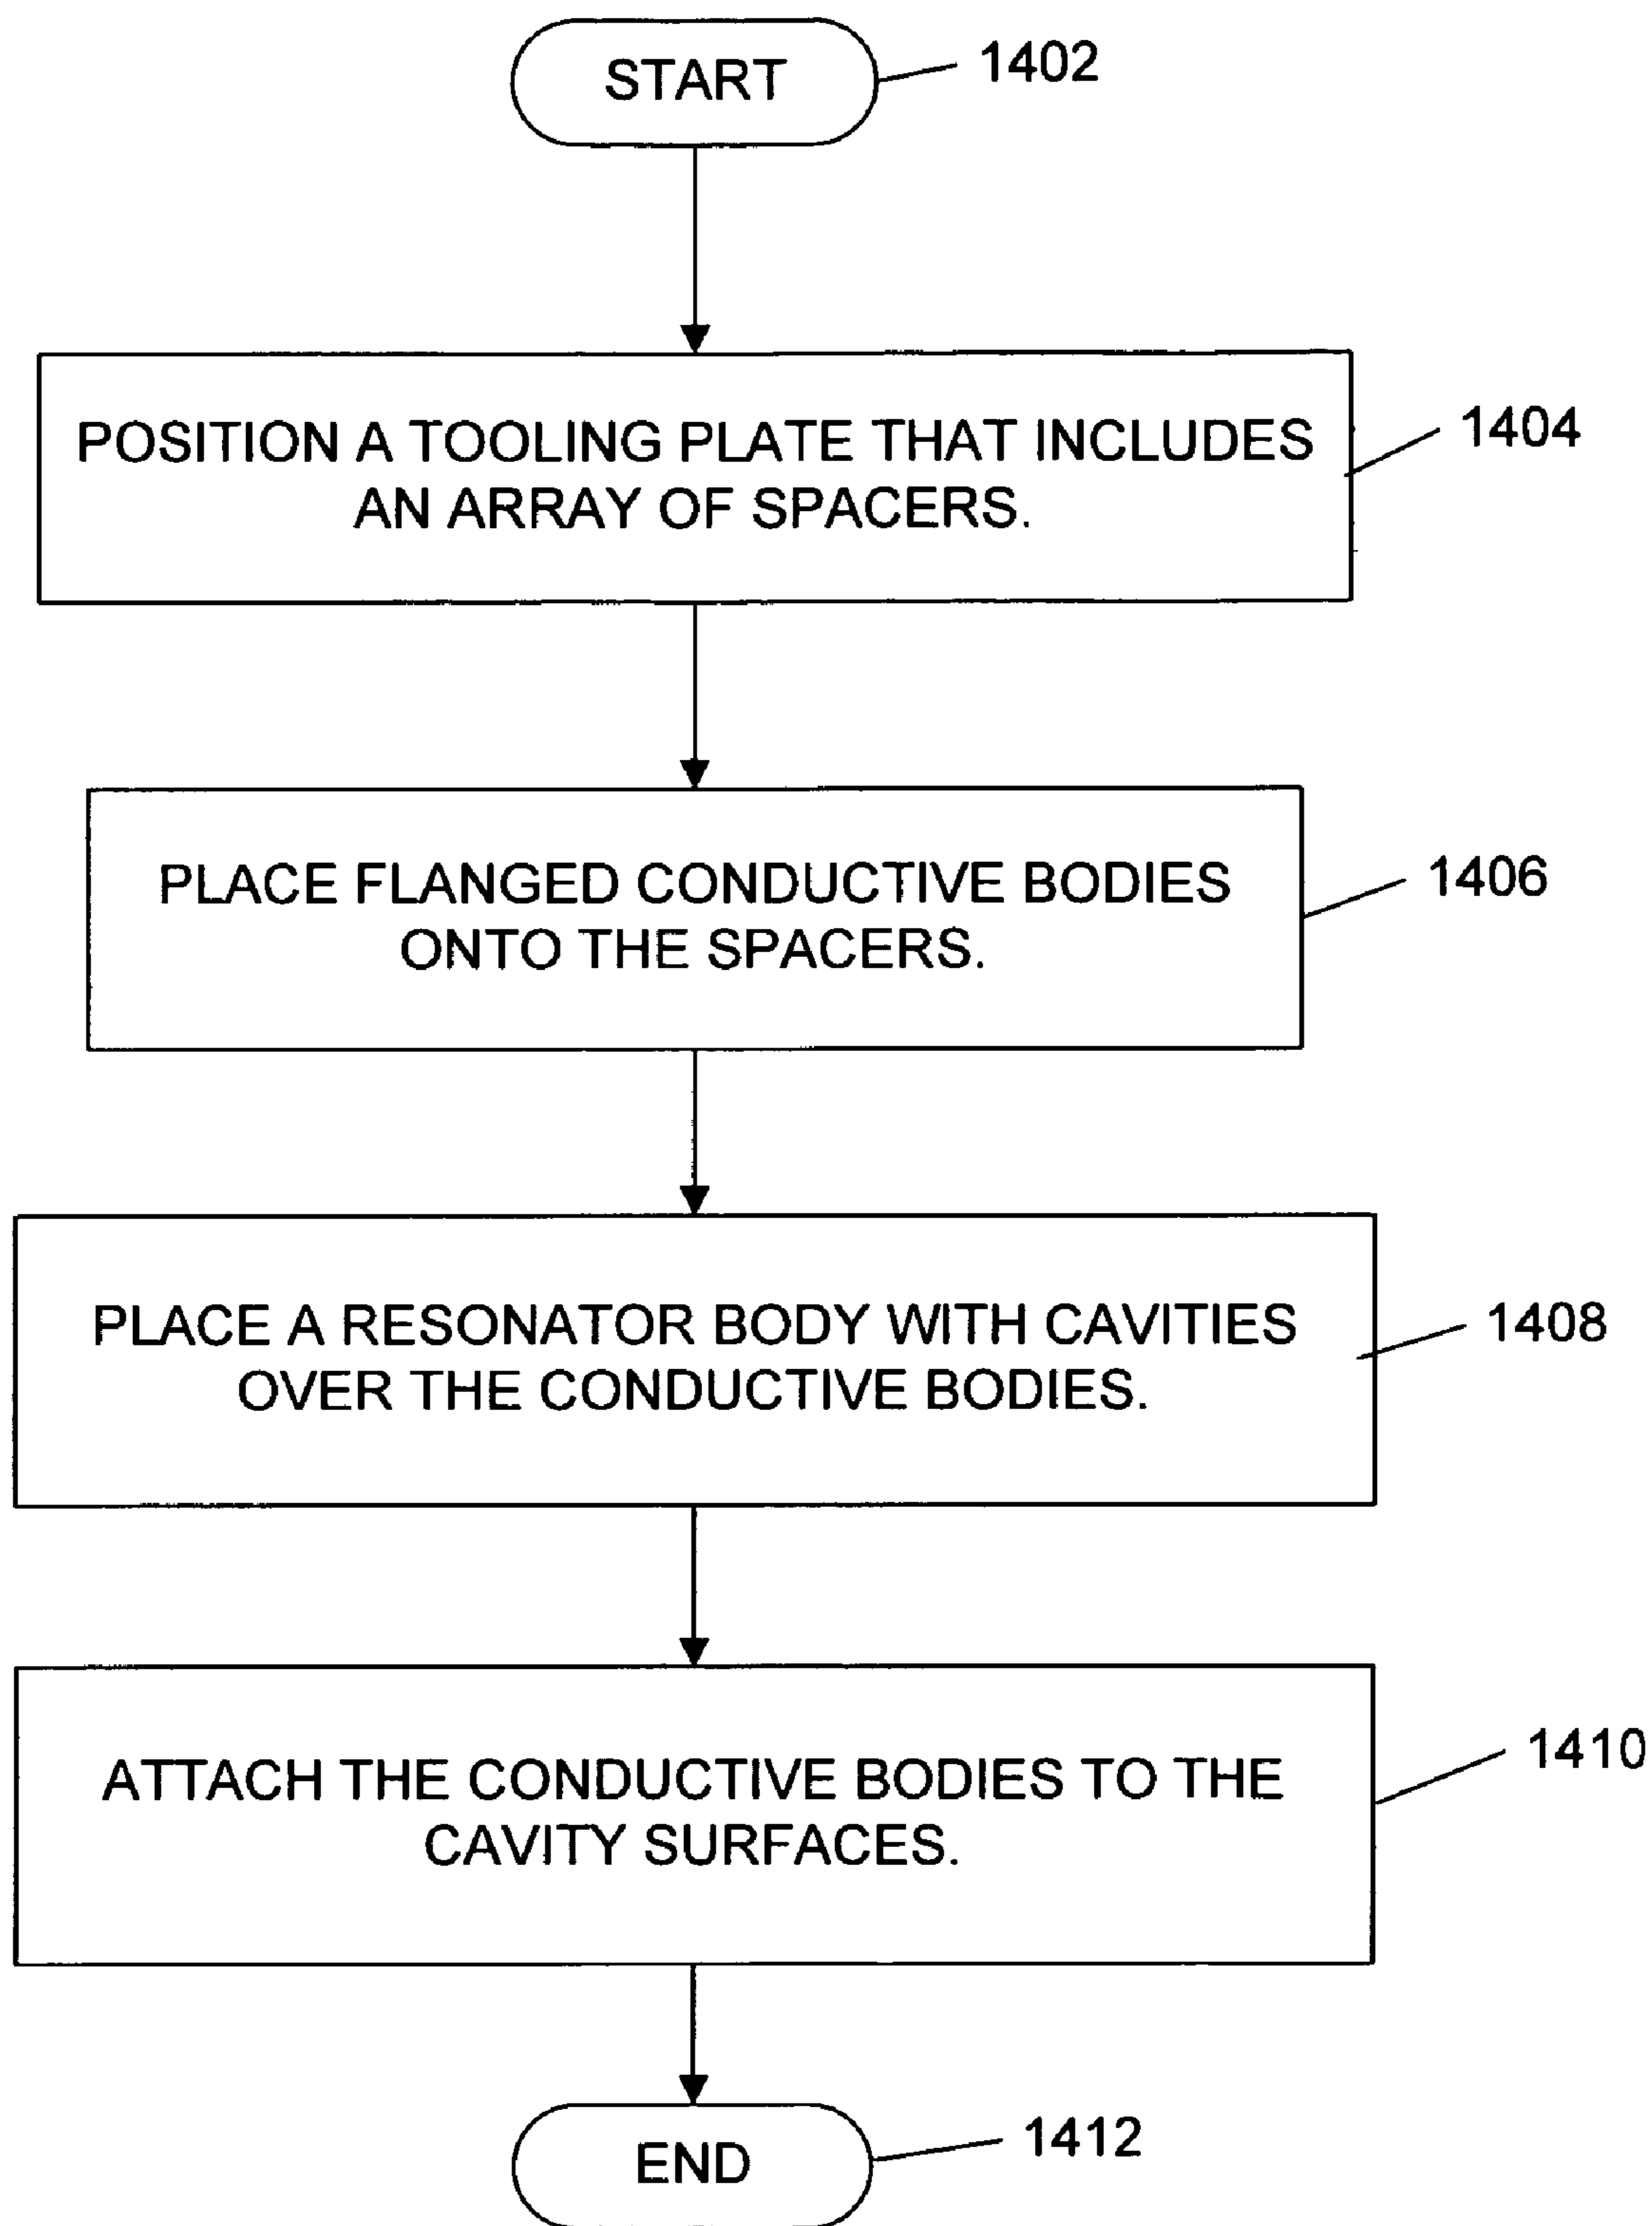 START
1402
POSITION A TOOLING PLATE THAT INCLUDES
AN ARRAY OF SPACERS.
1404
PLACE FLANGED CONDUCTIVE BODIES
ONTO THE SPACERS.
1406
PLACE A RESONATOR BODY WITH CAVITIES
OVER THE CONDUCTIVE BODIES.
1408
ATTACH THE CONDUCTIVE BODIES TO THE
CAVITY SURFACES.
1410
END
1412